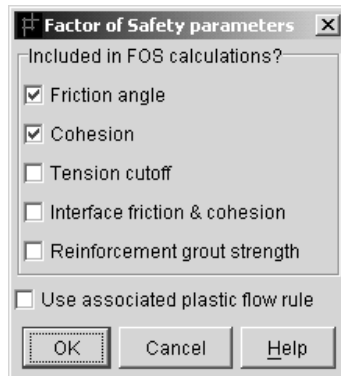 Factor of Safety parameters
Included in FOS calculations?
Friction angle
Cohesion
Tension cutoff
Interface friction & cohesion
Reinforcement grout strength
Use associated plastic flow rule
OK Cancel Help